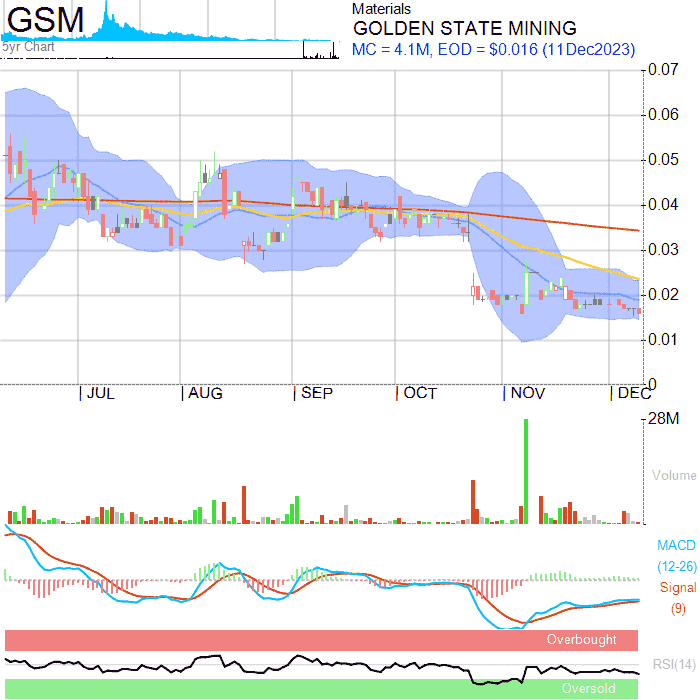 GSM
5yr Chart
Materials
GOLDEN STATE MINING
MC = 4.1M, EOD = $0.016 (11Dec2023)
0.07
0.06
0.05
0.04
0.03
0.02
0.01
0
JUL
AUG
SEP
OCT
NOV
DEC
28M
Volume
MACD
(12-26)
Signal
(9)
Overbought
RSI(14)
Oversold